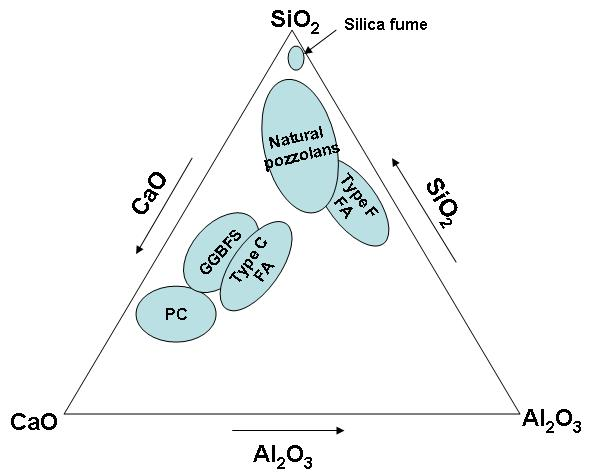 SiO₂
Silica fume
Natural
pozzolans
CaO
Type F
FA
SiO₂
GGBFS
Type C
FA
PC
CaO
Al₂O₃
Al₂O₃